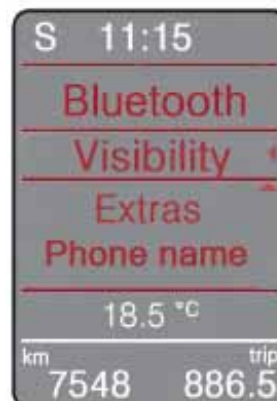 S 11:15
Bluetooth
Visibility
Extras
Phone name
18.5 °C
km trip
7548 886.5